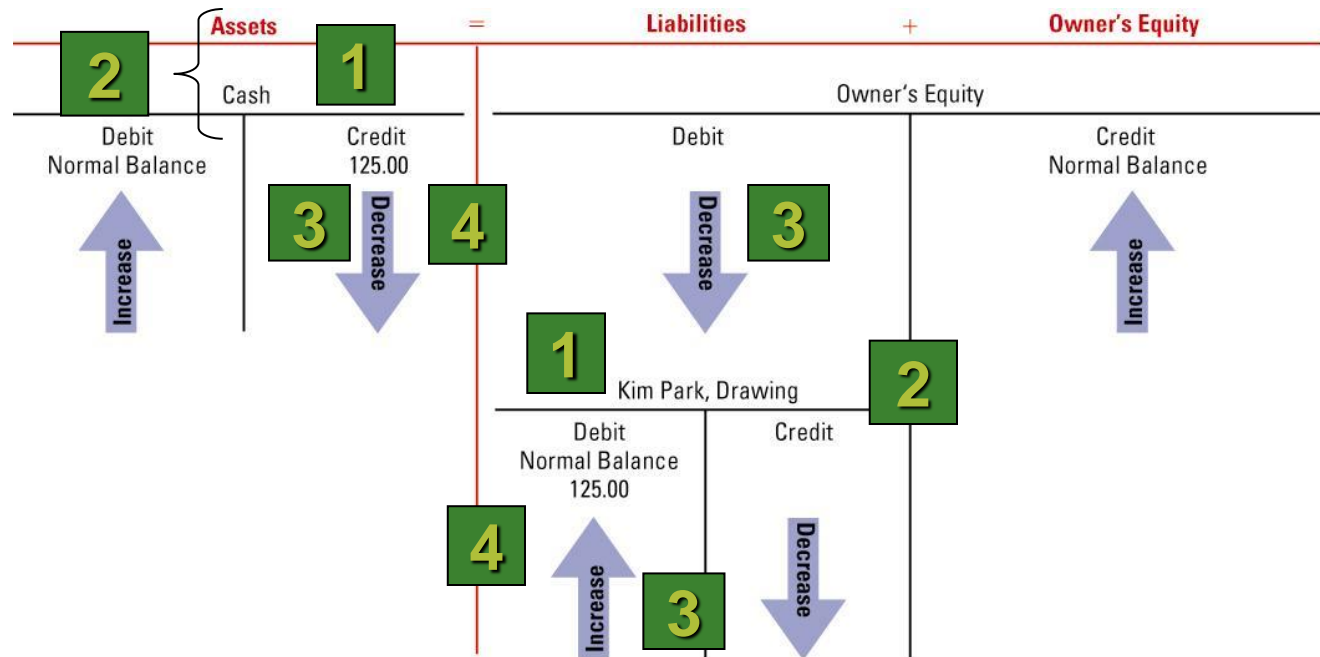 Assets = Liabilities + Owner's Equity
2 1
Cash
Owner's Equity
Debit
Normal Balance
Credit
125.00
Debit
Credit
Normal Balance
Increase
3
Decrease
4
Decrease
3
Increase
1
Kim Park, Drawing
2
Debit
Normal Balance
125.00
Credit
4
Increase
3
Decrease